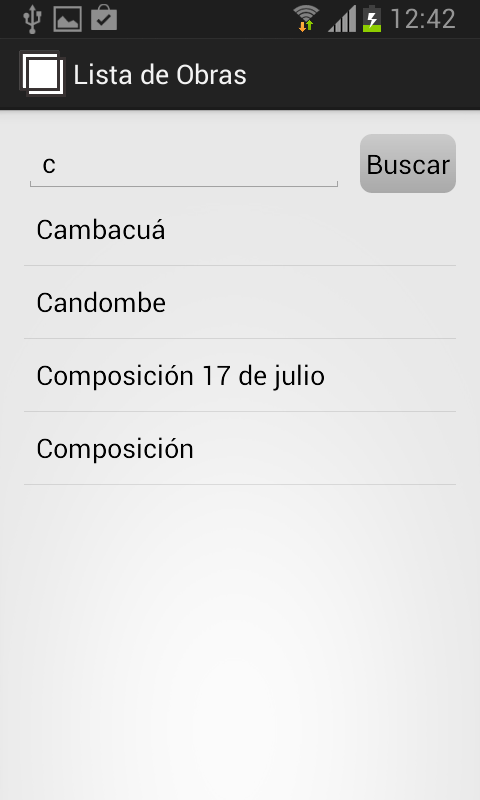 12:42
Lista de Obras
c
Buscar
Cambacuá
Candombe
Composición 17 de julio
Composición